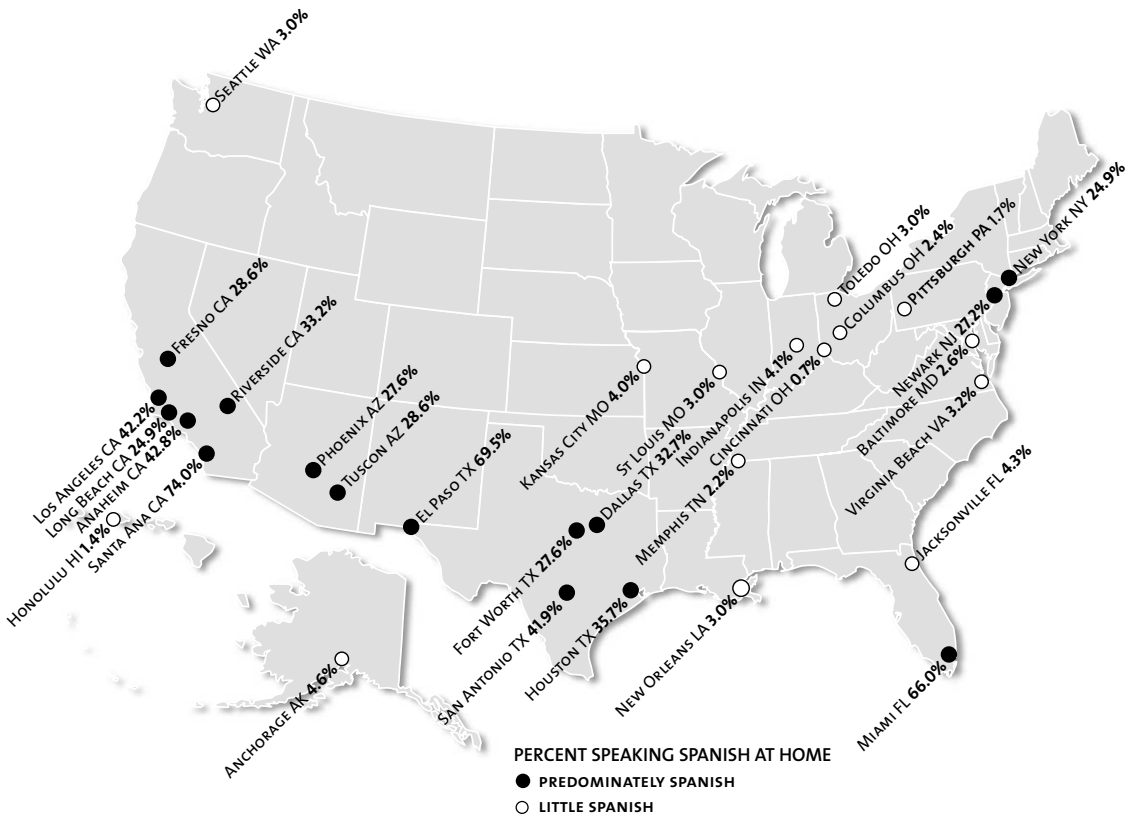 SEATTLE WA 3.0%
FRESNO CA 28.6%
RIVERSIDE CA 33.2%
LOS ANGELES CA 42.2%
LONG BEACH CA 24.9%
ANAHEIM CA 42.8%
SANTA ANA CA 74.0%
HONOLULU HI 1.4%
PHOENIX AZ 27.6%
TUSCON AZ 28.6%
EL PASO TX 69.5%
ANCHORAGE AK 4.6%
KANSAS CITY MO 4.0%
ST LOUIS MO 3.0%
DALLAS TX 32.7%
FORT WORTH TX 27.6%
SAN ANTONIO TX 41.9%
HOUSTON TX 35.7%
INDIANAPOLIS IN 4.1%
CINCINNATI OH 0.7%
MEMPHIS TN 2.2%
NEW ORLEANS LA 3.0%
TOLEDO OH 3.0%
COLUMBUS OH 2.4%
PITTSBURGH PA 1.7%
NEW YORK NY 24.9%
NEWARK NJ 27.2%
BALTIMORE MD 2.6%
VIRGINIA BEACH VA 3.2%
JACKSONVILLE FL 4.3%
MIAMI FL 66.0%
PERCENT SPEAKING SPANISH AT HOME
PREDOMINATELY SPANISH
LITTLE SPANISH